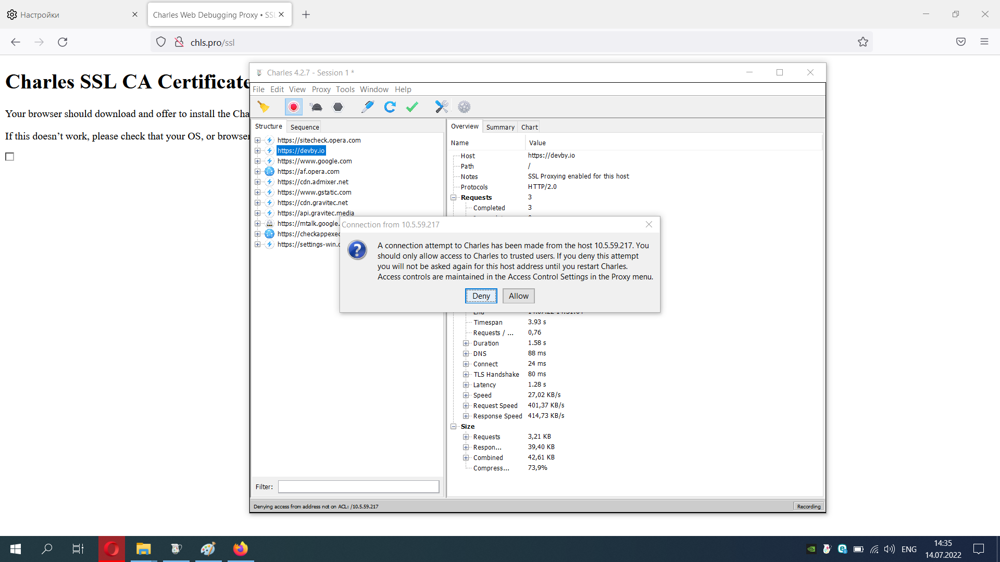 Настройки
Charles Web Debugging Proxy • SSL
chls.pro/ssl
Charles SSL CA Certificate
Your browser should download and offer to install the Cha
If this doesn’t work, please check that your OS, or browser
Charles 4.2.7 - Session 1 *
File Edit View Proxy Tools Window Help
Structure Sequence
https://sitecheck.opera.com
https://devby.io
https://www.google.com
https://af.opera.com
https://cdn.admixer.net
https://www.gstatic.com
https://cdn.gravitec.net
https://api.gravitec.media
https://mtalk.google.
https://checkappexec
https://settings-win.
Filter:
Overview Summary Chart
Name Value
Host https://devby.io
Path /
Notes SSL Proxying enabled for this host
Protocols HTTP/2.0
Requests 3
Completed 3
Connection from 10.5.59.217
A connection attempt to Charles has been made from the host 10.5.59.217. You
should only allow access to Charles to trusted users. If you deny this attempt
you will not be asked again for this host address until you restart Charles.
Access controls are maintained in the Access Control Settings in the Proxy menu.
Deny Allow
Timespan 3.93 s
Requests / ... 0,76
Duration 1.58 s
DNS 88 ms
Connect 24 ms
TLS Handshake 80 ms
Latency 1.28 s
Speed 27,02 KB/s
Request Speed 401,37 KB/s
Response Speed 414,73 KB/s
Size
Requests 3,21 KB
Respon... 39,40 KB
Combined 42,61 KB
Compress... 73,9%
Denying access from address not on ACL: /10.5.59.217
Recording
ENG
14:35
14.07.2022